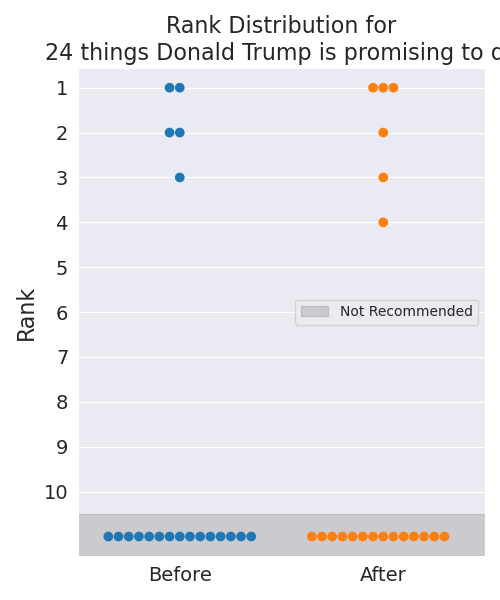 Rank Distribution for
24 things Donald Trump is promising to
1
2
3
4
5
6
7
8
9
10
Rank
Not Recommended
Before
After